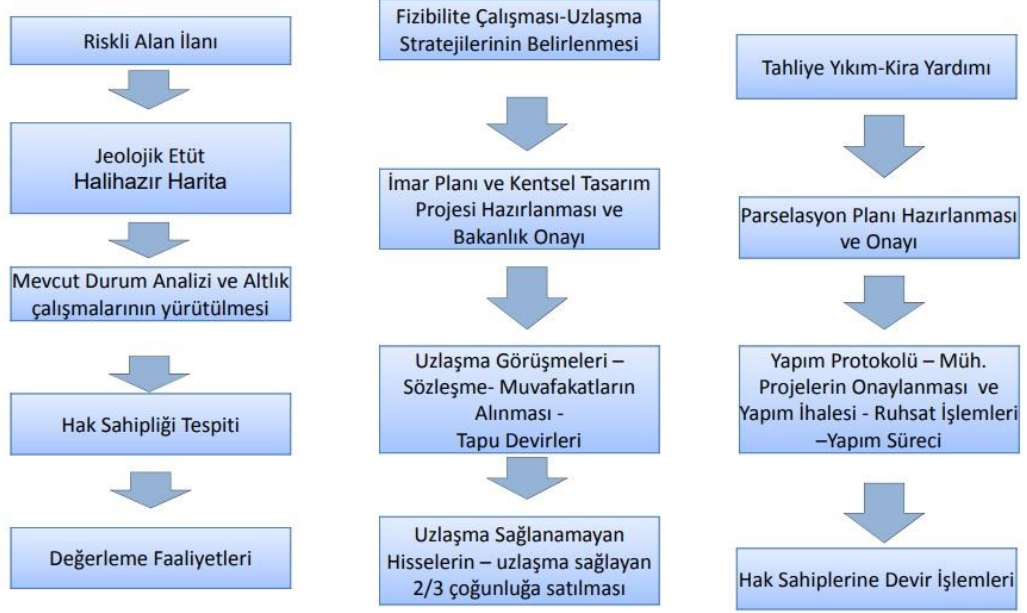 Riskli Alan İlanı
Jeolojik Etüt
Halihazır Harita
Mevcut Durum Analizi ve Altlık
çalışmalarının yürütülmesi
Hak Sahipliği Tespiti
Değerleme Faaliyetleri
Fizibilite Çalışması-Uzlaşma
Stratejilerinin Belirlenmesi
İmar Planı ve Kentsel Tasarım
Projesi Hazırlanması ve
Bakanlık Onayı
Uzlaşma Görüşmeleri –
Sözleşme- Muvafakatların
Alınması -
Tapu Devirleri
Uzlaşma Sağlanamayan
Hisselerin – uzlaşma sağlayan
2/3 çoğunluğa satılması
Tahliye Yıkım-Kira Yardımı
Parselasyon Planı Hazırlanması
ve Onayı
Yapım Protokolü – Müh.
Projelerin Onaylanması ve
Yapım İhalesi - Ruhsat İşlemleri
–Yapım Süreci
Hak Sahiplerine Devir İşlemleri